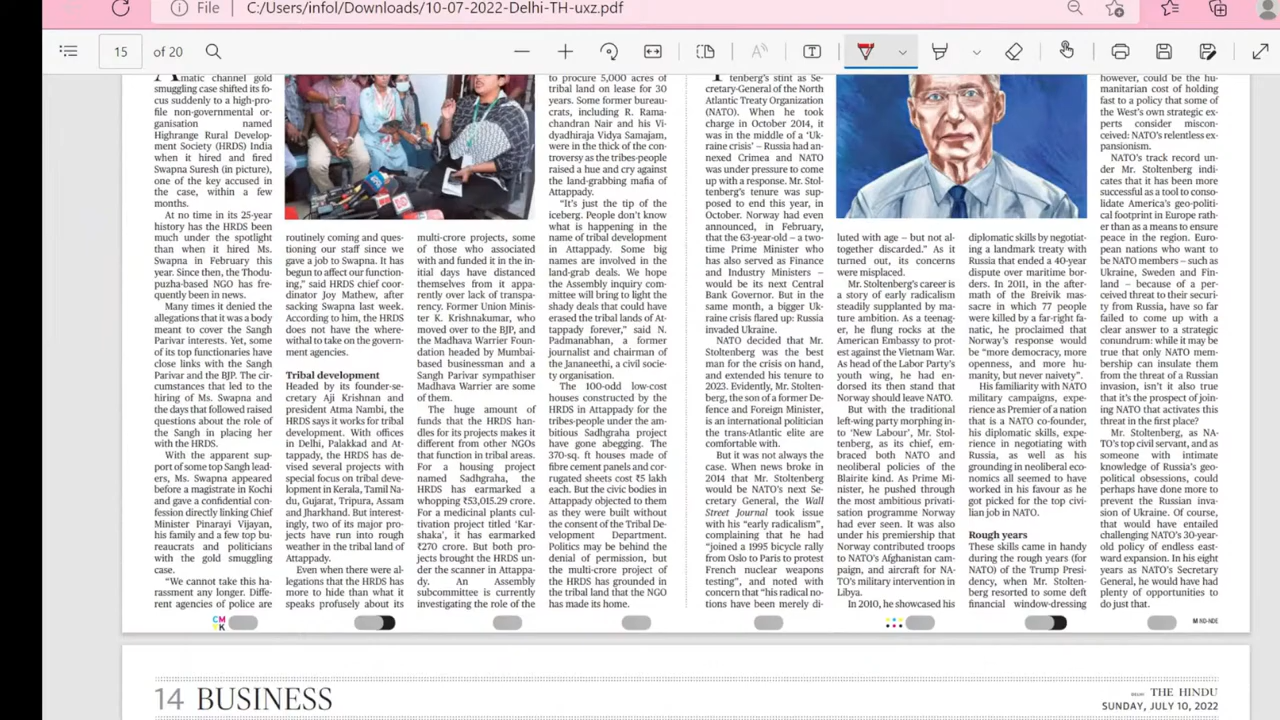 File
C:/Users/infol/Downloads/10-07-2022-Delhi-TH-uxz.pdf
15
of 20
matic channel gold
smuggling case shifted its fo-
cus suddenly to a high-pro-
file non-governmental or-
ganisation named
Highrange Rural Develop-
ment Society (HRDS) India
when it hired and fired
Swapna Suresh (in picture),
one of the key accused in
the case, within a few
months.
At no time in its 25-year
history has the HRDS been
much under the spotlight
than when it hired Ms.
Swapna in February this
year. Since then, the Thodu-
puzha-based NGO has fre-
quently been in news.
Many times it denied the
allegations that it was a body
meant to cover the Sangh
Parivar interests. Yet, some
of its top functionaries have
close links with the Sangh
Parivar and the BJP. The cir-
cumstances that led to the
hiring of Ms. Swapna and
the days that followed raised
questions about the role of
the Sangh in placing her
with the HRDS.
With the apparent sup-
port of some top Sangh lead-
ers, Ms. Swapna appeared
before a magistrate in Kochi
and gave a confidential con-
fession directly linking Chief
Minister Pinarayi Vijayan,
his family and a few top bu-
reaucrats and politicians
with the gold smuggling
case.
"We cannot take this ha-
rassment any longer. Diffe-
rent agencies of police are
routinely coming and ques-
tioning our staff since we
gave a job to Swapna. It has
begun to affect our function-
ing," said HRDS chief coor-
dinator Joy Mathew, after
sacking Swapna last week.
According to him, the HRDS
does not have the where-
withal to take on the govern-
ment agencies.
Tribal development
Headed by its founder-se-
cretary Aji Krishnan and
president Atma Nambi, the
HRDS says it works for tribal
development. With offices
in Delhi, Palakkad and At-
tappady, the HRDS has de-
vised several projects with
special focus on tribal devel-
opment in Kerala, Tamil Na-
du, Gujarat, Tripura, Assam
and Jharkhand. But interest-
ingly, two of its major pro-
jects have run into rough
weather in the tribal land of
Attappady.
Even when there were al-
legations that the HRDS has
more to hide than what it
speaks profusely about its
multi-crore projects, some
of those who associated
with and funded it in the ini-
tial days have distanced
themselves from it appa-
rently over lack of transpa-
rency. Former Union Minis-
ter K. Krishnakumar, who
moved over to the BJP, and
the Madhava Warrier Foun-
dation headed by Mumbai-
based businessman and a
Sangh Parivar sympathiser
Madhava Warrier are some
of them.
The huge amount of
funds that the HRDS han-
dles for its projects makes it
different from other NGOs
that function in tribal areas.
For a housing project
named Sadhgraha, the
HRDS has earmarked a
whopping ₹53,015.29 crore.
For a medicinal plants cul-
tivation project titled 'Kar-
shaka', it has earmarked
₹270 crore. But both pro-
jects brought the HRDS un-
der the scanner in Attappa-
dy. An Assembly
subcommittee is currently
investigating the role of the
to procure 5,000 acres of
tribal land on lease for 30
years. Some former bureau-
crats, including R. Rama-
chandran Nair and his Vi-
dyadhiraja Vidya Samajam,
were in the thick of the con-
troversy as the tribes-people
raised a hue and cry against
the land-grabbing mafia of
Attappady.
"It's just the tip of the
iceberg. People don't know
what is happening in the
name of tribal development
in Attappady. Some big
names are involved in the
land-grab deals. We hope
the Assembly inquiry com-
mittee will bring to light the
shady deals that could have
erased the tribal lands of At-
tappady forever," said N.
Padmanabhan, a former
journalist and chairman of
the Jananeethi, a civil socie-
ty organisation.
The 100-odd low-cost
houses constructed by the
HRDS in Attappady for the
tribes-people under the am-
bitious Sadhgraha project
have gone abegging. The
370-sq. ft houses made of
fibre cement panels and cor-
rugated sheets cost ₹5 lakh
each. But the civic bodies in
Attappady objected to them
as they were built without
the consent of the Tribal De-
velopment Department.
Politics may be behind the
denial of permission, but
the multi-crore project of
the HRDS has grounded in
the tribal land that the NGO
has made its home.
tenberg's stint as Se-
cretary-General of the North
Atlantic Treaty Organization
(NATO). When he took
charge in October 2014, it
was in the middle of a 'Uk-
raine crisis' – Russia had an-
nexed Crimea and NATO
was under pressure to come
up with a response. Mr. Stol-
tenberg's tenure was sup-
posed to end this year, in
October. Norway had even
announced, in February,
that the 63-year-old – a two-
time Prime Minister who
has also served as Finance
and Industry Ministers –
would be its next Central
Bank Governor. But in the
same month, a bigger Uk-
raine crisis flared up: Russia
invaded Ukraine.
NATO decided that Mr.
Stoltenberg was the best
man for the crisis on hand,
and extended his tenure to
2023. Evidently, Mr. Stolten-
berg, the son of a former De-
fence and Foreign Minister,
is an international politician
the trans-Atlantic elite are
comfortable with.
But it was not always the
case. When news broke in
2014 that Mr. Stoltenberg
would be NATO's next Se-
cretary General, the Wall
Street Journal took issue
with his "early radicalism",
complaining that he had
"joined a 1995 bicycle rally
from Oslo to Paris to protest
French nuclear weapons
testing", and noted with
concern that "his radical no-
tions have been merely di-
luted with age – but not al-
together discarded." As it
turned out, its concerns
were misplaced.
Mr. Stoltenberg's career is
a story of early radicalism
steadily supplanted by ma-
ture ambition. As a teenag-
er, he flung rocks at the
American Embassy to prot-
est against the Vietnam War.
As head of the Labor Party's
youth wing, he had en-
dorsed its then stand that
Norway should leave NATO.
But with the traditional
left-wing party morphing in-
to 'New Labour', Mr. Stol-
tenberg, as its chief, em-
braced both NATO and
neoliberal policies of the
Blairite kind. As Prime Mi-
nister, he pushed through
the most ambitious privati-
sation programme Norway
had ever seen. It was also
under his premiership that
Norway contributed troops
to NATO's Afghanistan cam-
paign, and aircraft for NA-
TO's military intervention in
Libya.
In 2010, he showcased his
diplomatic skills by negotiat-
ing a landmark treaty with
Russia that ended a 40-year
dispute over maritime bor-
ders. In 2011, in the after-
math of the Breivik mas-
sacre in which 77 people
were killed by a far-right fa-
natic, he proclaimed that
Norway's response would
be "more democracy, more
openness, and more hu-
manity, but never naivety".
His familiarity with NATO
military campaigns, exper-
ience as Premier of a nation
that is a NATO co-founder,
his diplomatic skills, expe-
rience in negotiating with
Russia, as well as his
grounding in neoliberal eco-
nomics all seemed to have
worked in his favour as he
got picked for the top civi-
lian job in NATO.
Rough years
These skills came in handy
during the rough years (for
NATO) of the Trump Presi-
dency, when Mr. Stolten-
berg resorted to some deft
financial window-dressing
however, could be the hu-
manitarian cost of holding
fast to a policy that some of
the West's own strategic ex-
perts consider miscon-
ceived: NATO's relentless ex-
pansionism.
NATO's track record un-
der Mr. Stoltenberg indi-
cates that it has been more
successful as a tool to conso-
lidate America's geo-politi-
cal footprint in Europe rath-
er than as a means to ensure
peace in the region. Euro-
pean nations who want to
be NATO members – such as
Ukraine, Sweden and Fin-
land – because of a per-
ceived threat to their securi-
ty from Russia, have so far
failed to come up with a
clear answer to a strategic
conundrum: while it may be
true that only NATO mem-
bership can insulate them
from the threat of a Russian
invasion, isn't it also true
that it's the prospect of join-
ing NATO that activates this
threat in the first place?
Mr. Stoltenberg, as NA-
TO's top civil servant, and as
someone with intimate
knowledge of Russia's geo-
political obsessions, could
perhaps have done more to
prevent the Russian inva-
sion of Ukraine. Of course,
that would have entailed
challenging NATO's 30-year-
old policy of endless east-
ward expansion. In his eight
years as NATO's Secretary
General, he would have had
plenty of opportunities to
do just that.
CM
YK
M ND-NDE
14 BUSINESS
DELHI THE HINDU
SUNDAY, JULY 10, 2022